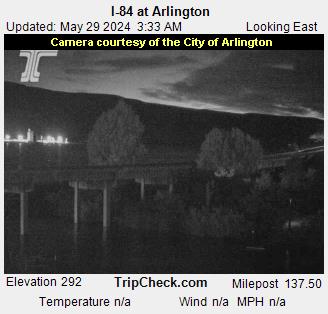 I-84 at Arlington
Updated: May 29 2024 3:33 AM Looking East
Camera courtesy of the City of Arlington
Elevation 292 TripCheck.com Milepost 137.50
Temperature n/a Wind n/a MPH n/a